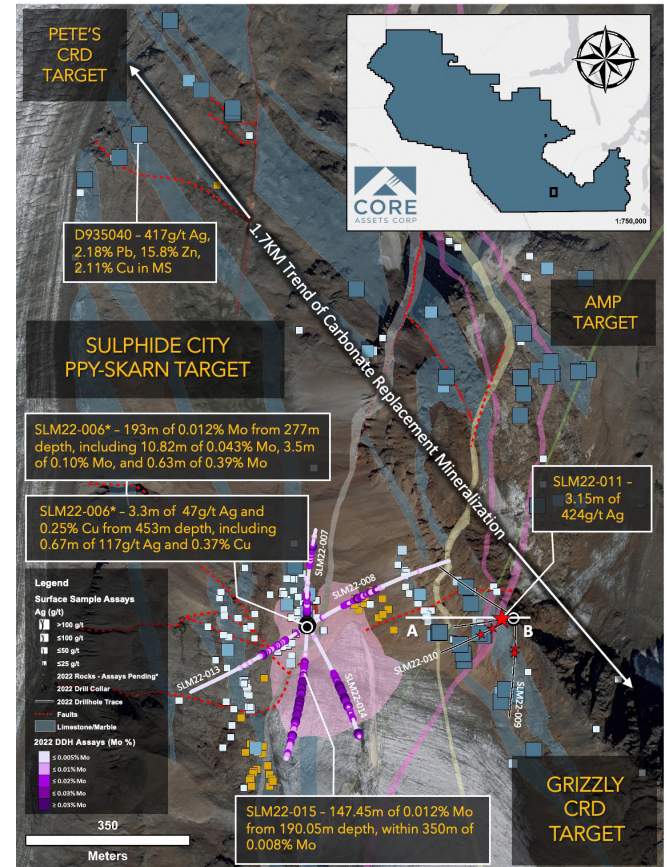 PETE'S
CRD
TARGET
CORE
ASSETS CORP
1:750,000
D935040 – 417g/t Ag,
2.18% Pb, 15.8% Zn,
2.11% Cu in MS
1.7KM Trend of Carbonate Replacement Mineralization
AMP
TARGET
SULPHIDE CITY
PPY-SKARN TARGET
SLM22-006* – 193m of 0.012% Mo from 277m
depth, including 10.82m of 0.043% Mo, 3.5m
of 0.10% Mo, and 0.63m of 0.39% Mo
SLM22-011 –
3.15m of
424g/t Ag
SLM22-006* – 3.3m of 47g/t Ag and
0.25% Cu from 453m depth, including
0.67m of 117g/t Ag and 0.37% Cu
SLM22-007
SLM22-008
A
B
SLM22-010
SLM22-013
SLM22-014
SLM22-009
Legend
Surface Sample Assays
Ag (g/t)
>100 g/t
≤100 g/t
≤50 g/t
≤25 g/t
2022 Rocks - Assays Pending*
2022 Drill Collar
2022 Drillhole Trace
Faults
Limestone/Marble
2022 DDH Assays (Mo %)
≤ 0.005% Mo
≤ 0.01% Mo
≤ 0.02% Mo
≤ 0.03% Mo
≥ 0.03% Mo
350
Meters
SLM22-015 – 147.45m of 0.012% Mo
from 190.05m depth, within 350m of
0.008% Mo
GRIZZLY
CRD
TARGET